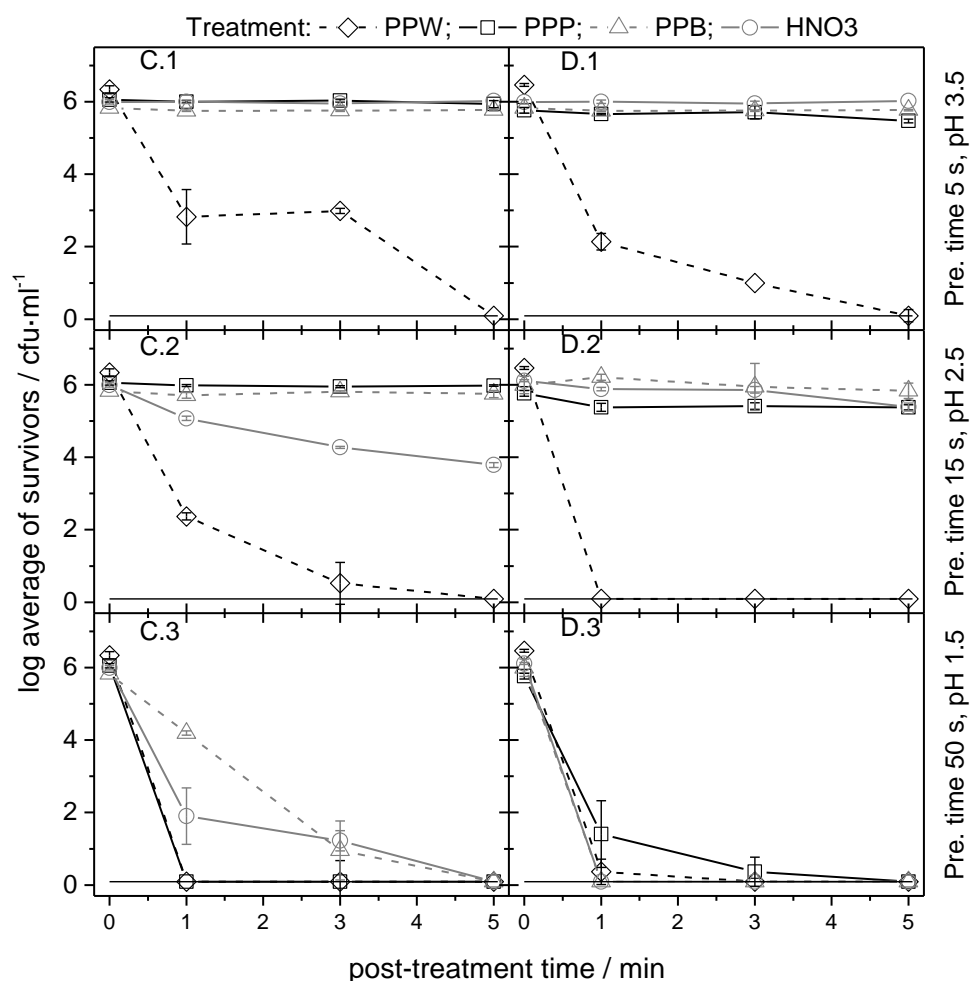 Treatment: PPW; PPP; PPB; HNO3
C.1
D.1
6
4
2
0
Pre. time 5 s, pH 3.5
C.2
D.2
6
4
2
0
Pre. time 15 s, pH 2.5
C.3
D.3
6
4
2
0
Pre. time 50 s, pH 1.5
log average of survivors / cfu·ml⁻¹
0 1 2 3 4 5 0 1 2 3 4 5
post-treatment time / min